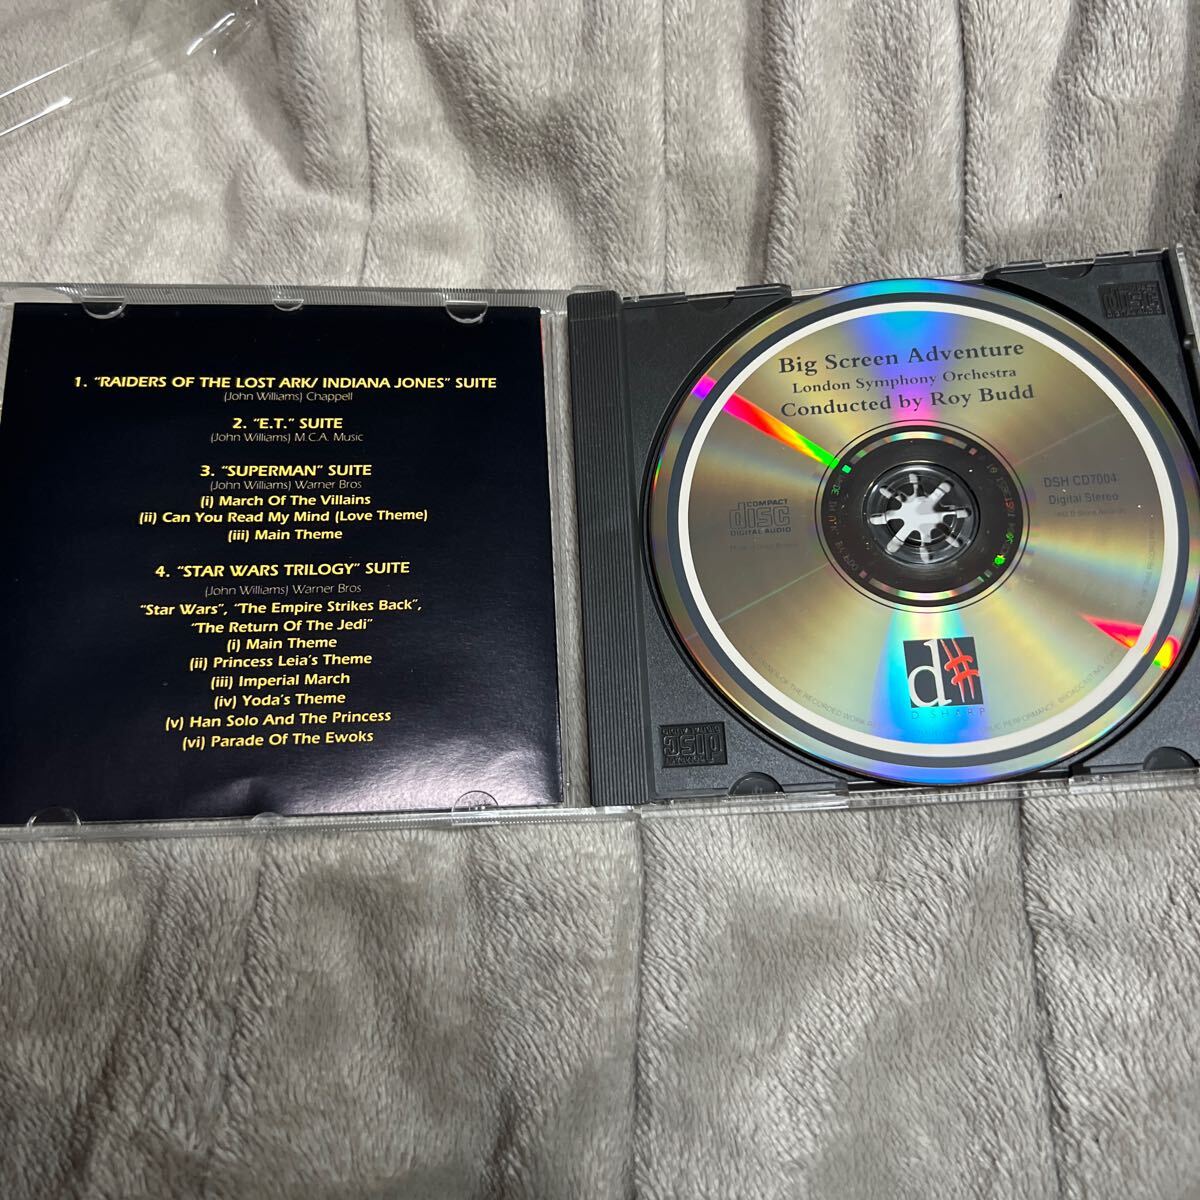 1. "RAIDERS OF THE LOST ARK/ INDIANA JONES" SUITE
(John Williams) Chappell
2. "E.T." SUITE
(John Williams) M.C.A. Music
3. "SUPERMAN" SUITE
(John Williams) Warner Bros
(i) March Of The Villains
(ii) Can You Read My Mind (Love Theme)
(iii) Main Theme
4. "STAR WARS TRILOGY" SUITE
(John Williams) Warner Bros
"Star Wars", "The Empire Strikes Back",
"The Return Of The Jedi"
(i) Main Theme
(ii) Princess Leia's Theme
(iii) Imperial March
(iv) Yoda's Theme
(v) Han Solo And The Princess
(vi) Parade Of The Ewoks
Big Screen Adventure
London Symphony Orchestra
Conducted by Roy Budd
COMPACT
disc
DIGITAL AUDIO
DSH CD7004
Digital Stereo
d#
D SHARP
disc
disc